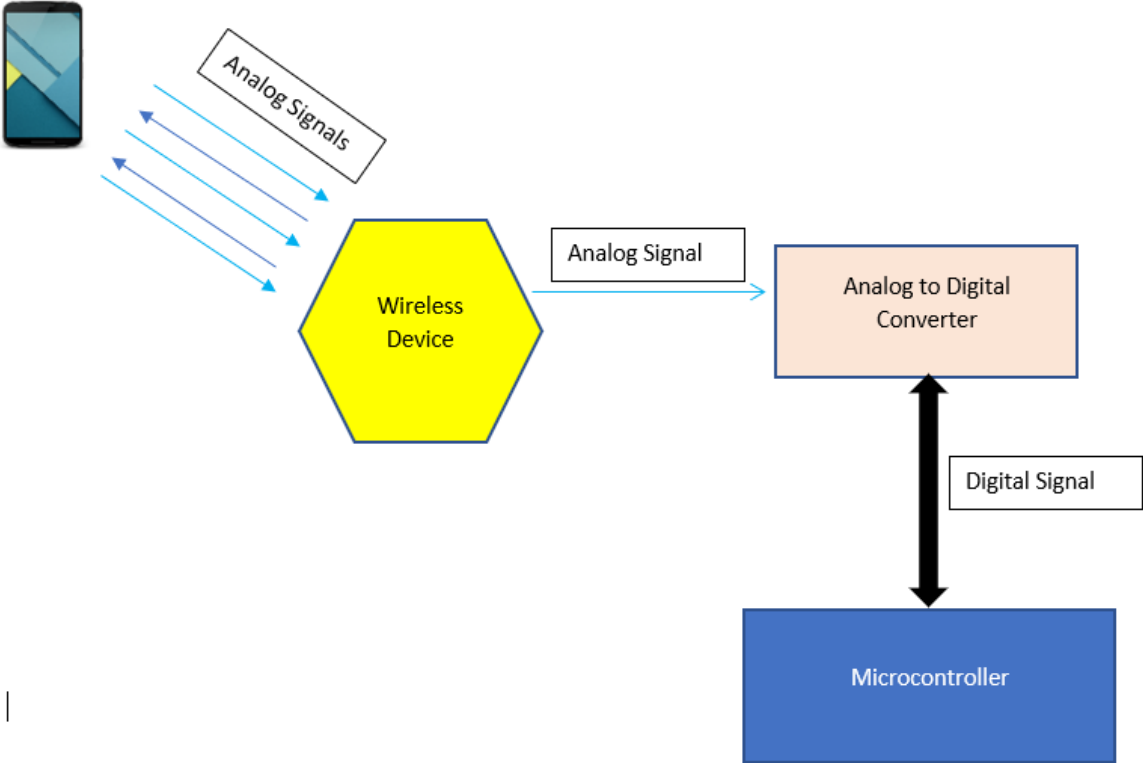 Analog Signals
Wireless
Device
Analog Signal
Analog to Digital
Converter
Digital Signal
Microcontroller